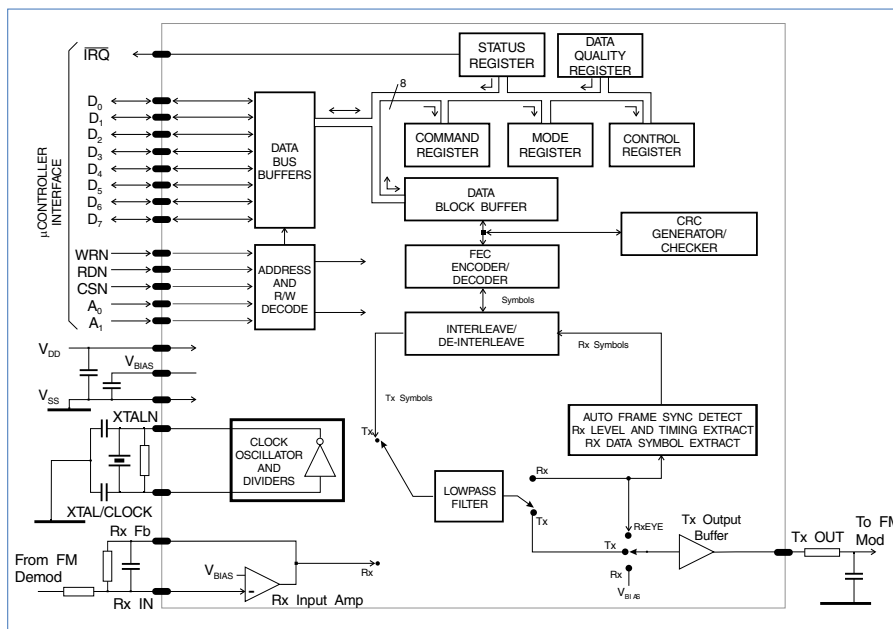 STATUS
REGISTER
DATA
QUALITY
REGISTER
IRQ
8
D0
D1
D2
D3
D4
D5
D6
D7
DATA
BUS
BUFFERS
COMMAND
REGISTER
MODE
REGISTER
CONTROL
REGISTER
µCONTROLLER
INTERFACE
DATA
BLOCK BUFFER
CRC
GENERATOR/
CHECKER
WRN
RDN
CSN
A0
A1
ADDRESS
AND
R/W
DECODE
FEC
ENCODER/
DECODER
Symbols
INTERLEAVE/
DE-INTERLEAVE
Rx Symbols
VDD
VBIAS
VSS
Tx Symbols
XTALN
CLOCK
OSCILLATOR
AND
DIVIDERS
XTAL/CLOCK
Tx
AUTO FRAME SYNC DETECT
Rx LEVEL AND TIMING EXTRACT
RX DATA SYMBOL EXTRACT
LOWPASS
FILTER
Rx
Tx
RxEYE
Tx
Rx
VBIAS
Tx Output
Buffer
Tx OUT
To FM
Mod
Rx Fb
From FM
Demod
Rx IN
VBIAS
-
Rx Input Amp
Rx